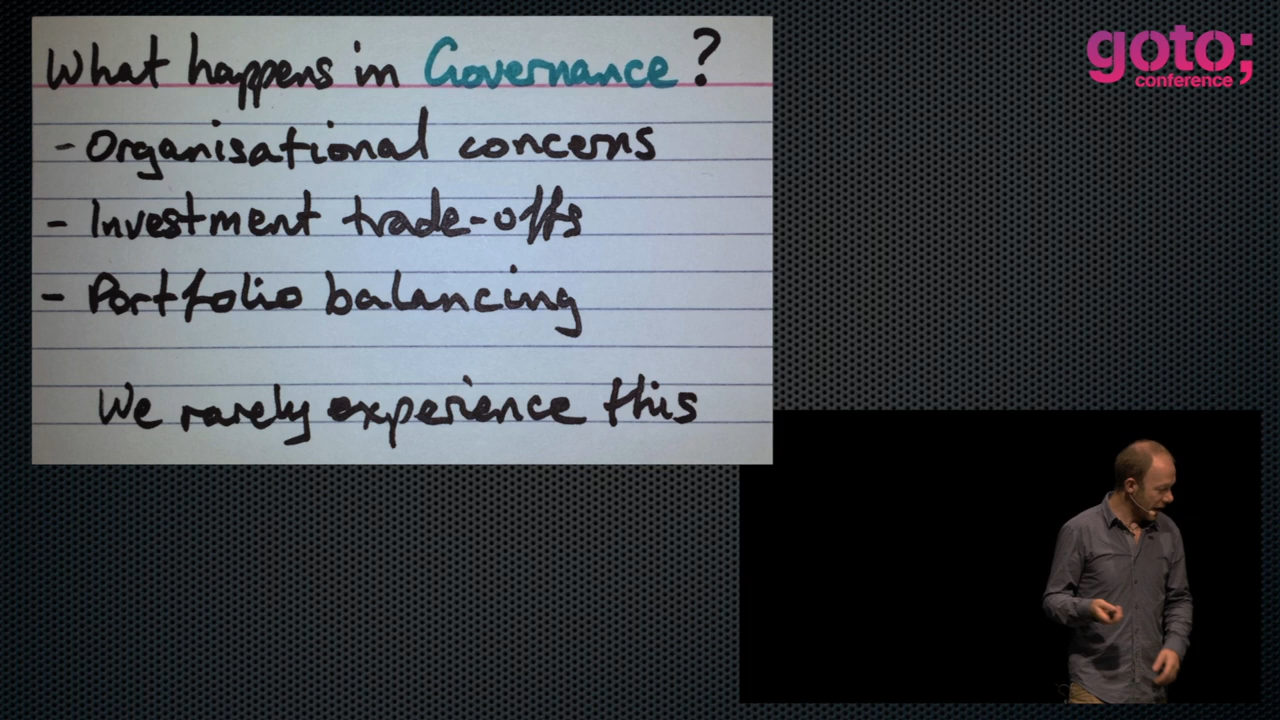 What happens in Governance?
- Organisational concerns
- Investment trade-offs
- Portfolio balancing
We rarely experience this
goto;
conference